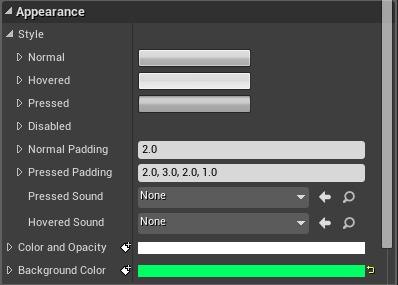 Appearance
Style
Normal
Hovered
Pressed
Disabled
Normal Padding 2.0
Pressed Padding 2.0, 3.0, 2.0, 1.0
Pressed Sound None
Hovered Sound None
Color and Opacity
Background Color